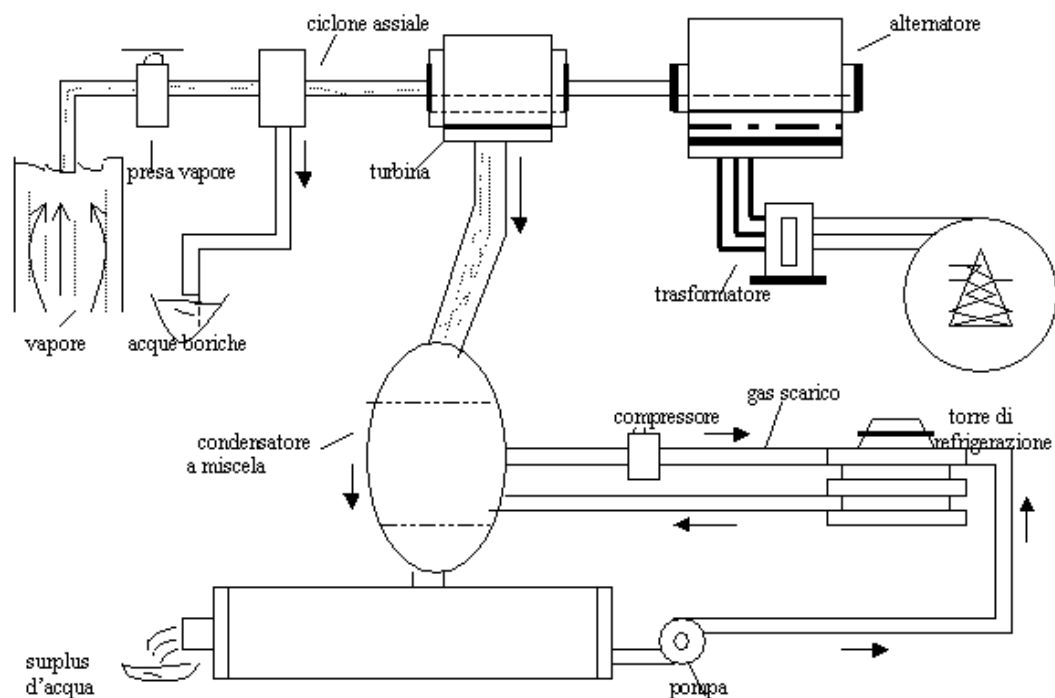 ciclone assiale
alternatore
presa vapore
turbina
trasformatore
vapore
acque boriche
gas scarico
compressore
torre di
refrigerazione
condensatore
a miscela
surplus
d'acqua
pompa